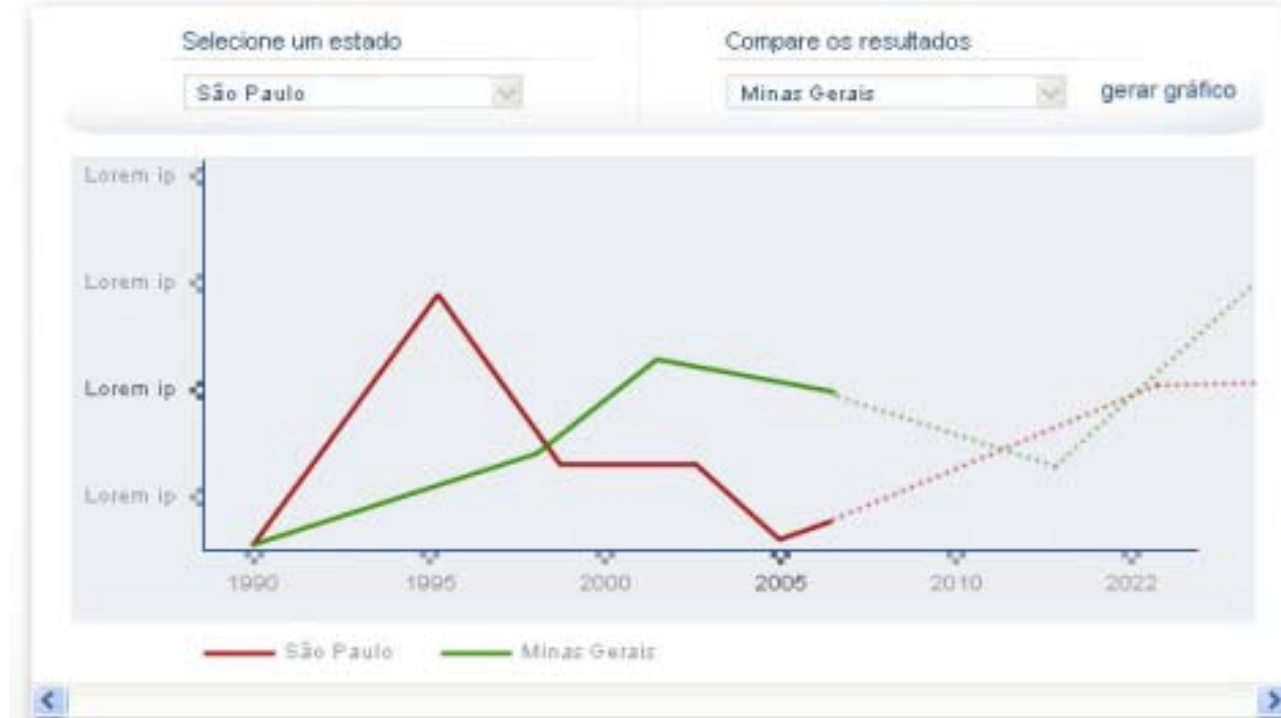 Selecione um estado
Compare os resultados
São Paulo
Minas Gerais
gerar gráfico
Lorem ip
Lorem ip
Lorem ip
Lorem ip
1990 1995 2000 2005 2010 2022
São Paulo Minas Gerais